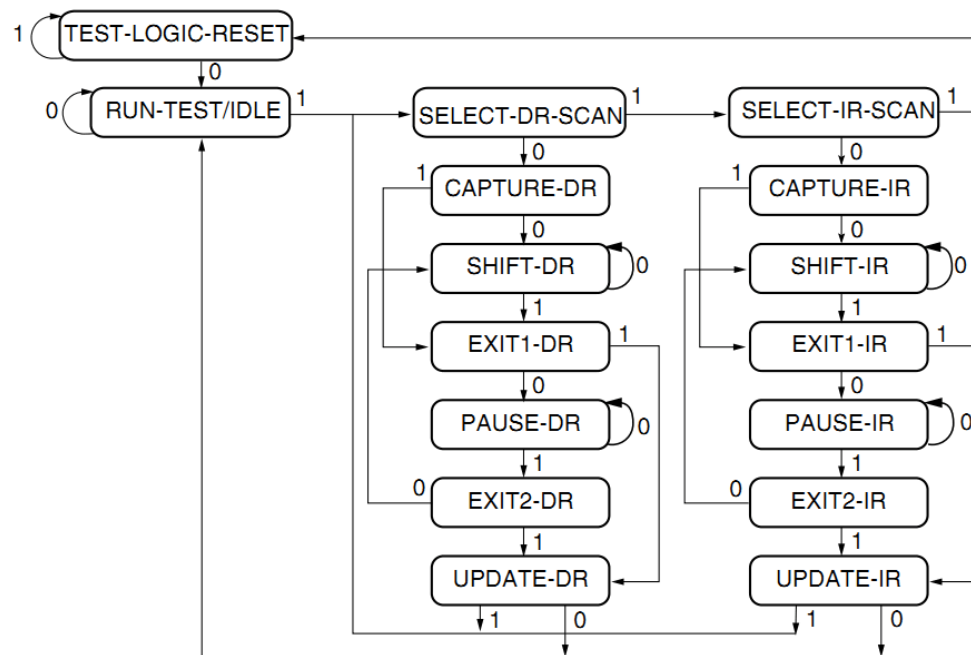 1 TEST-LOGIC-RESET
0
0 RUN-TEST/IDLE 1 SELECT-DR-SCAN 1 SELECT-IR-SCAN 1
0 0
1 CAPTURE-DR 1 CAPTURE-IR
0 0
SHIFT-DR 0 SHIFT-IR 0
1 1
EXIT1-DR 1 EXIT1-IR 1
0 0
PAUSE-DR 0 PAUSE-IR 0
1 1
0 EXIT2-DR 0 EXIT2-IR
1 1
UPDATE-DR UPDATE-IR
1 0 1 0